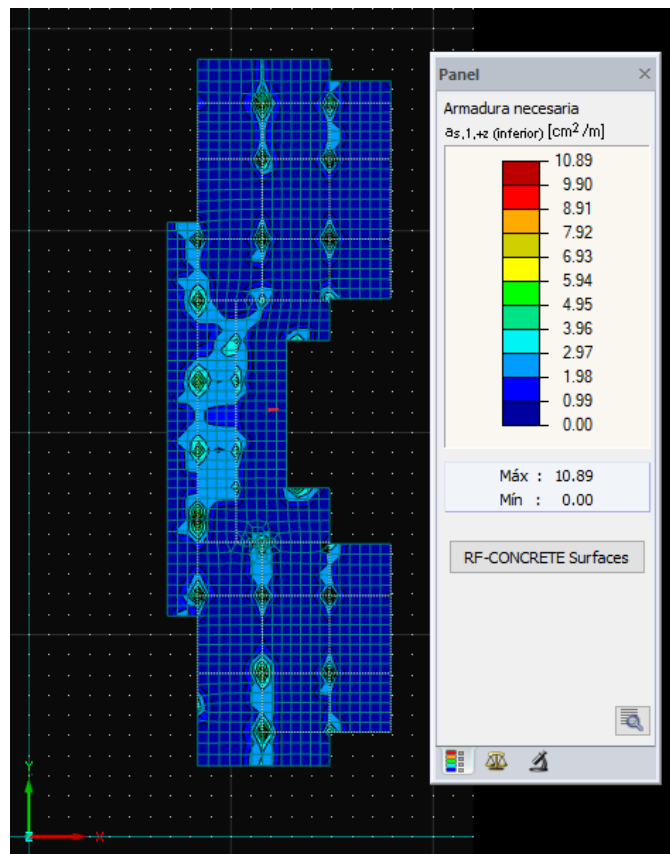 Panel
Armadura necesaria
as,1,+z (inferior) [cm²/m]
10.89
9.90
8.91
7.92
6.93
5.94
4.95
3.96
2.97
1.98
0.99
0.00
Máx : 10.89
Mín : 0.00
RF-CONCRETE Surfaces
Y
Z
X